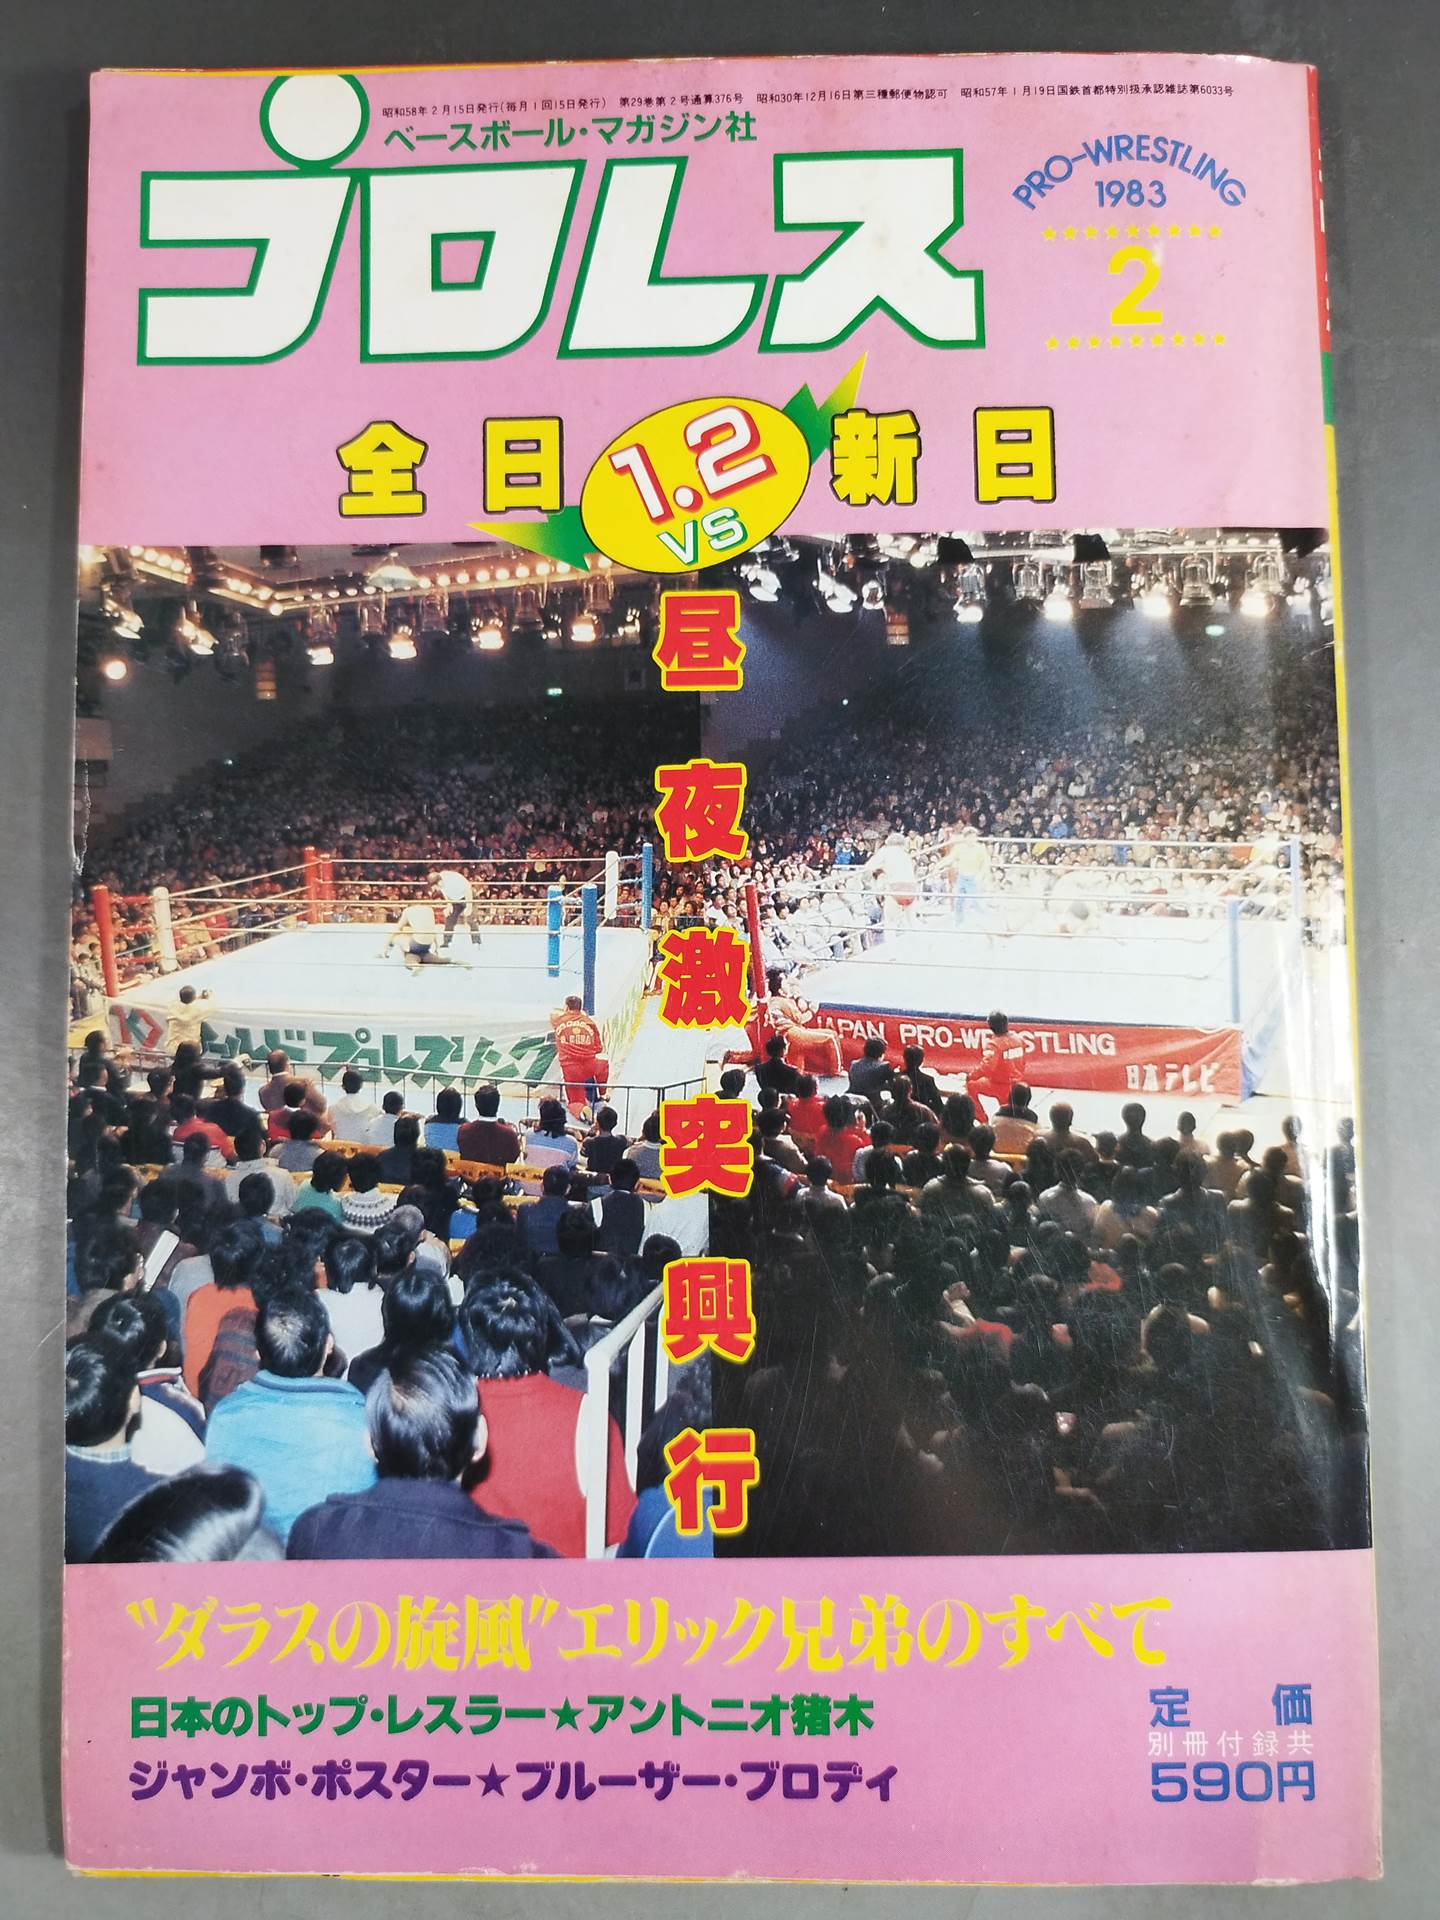 昭和58年2月15日発行(毎月1回15日発行) 第29巻第2号通算376号 昭和30年12月16日第三種郵便物認可 昭和57年1月19日国鉄首都特別扱承認雑誌第6033号
ベースボール・マガジン社
プロレス
PRO-WRESTLING
1983
2
全日 1.2 VS 新日
昼夜激突興行
ールド プロレスリング
JAPAN PRO-WRESTLING
日本テレビ
〝ダラスの旋風〟エリック兄弟のすべて
日本のトップ・レスラー★アントニオ猪木
ジャンボ・ポスター★ブルーザー・ブロディ
定価
別冊付録共
590円